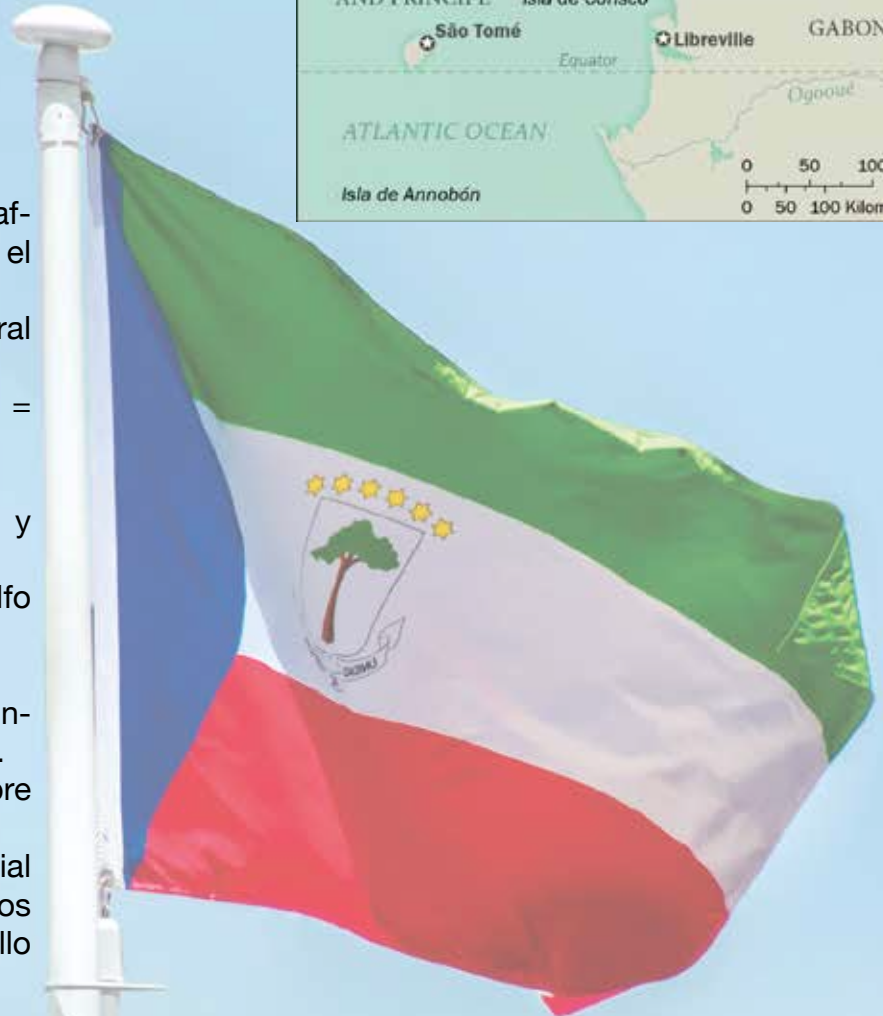 AND PRINCIPE Isla de Corisco
São Tomé
Libreville
GABON
Equator
Ogooué
ATLANTIC OCEAN
0 50 100
Isla de Annobón
0 50 100 Kilom
af-
el
ral
=
y
lfo
in-
.
ore
ial
os
llo